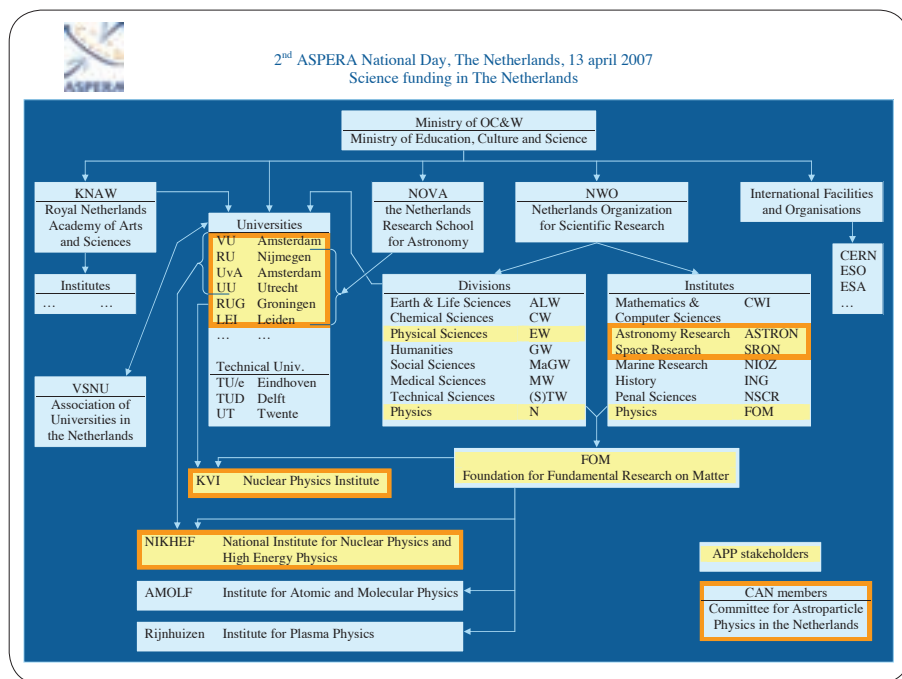 ASPERA
2nd ASPERA National Day, The Netherlands, 13 april 2007
Science funding in The Netherlands
Ministry of OC&W
Ministry of Education, Culture and Science
KNAW
Royal Netherlands
Academy of Arts
and Sciences
Institutes
... ...
VSNU
Association of
Universities in
the Netherlands
Universities
VU Amsterdam
RU Nijmegen
UvA Amsterdam
UU Utrecht
RUG Groningen
LEI Leiden
... ...
Technical Univ.
TU/e Eindhoven
TUD Delft
UT Twente
NOVA
the Netherlands
Research School
for Astronomy
NWO
Netherlands Organization
for Scientific Research
International Facilities
and Organisations
CERN
ESO
ESA
...
Divisions
Earth & Life Sciences ALW
Chemical Sciences CW
Physical Sciences EW
Humanities GW
Social Sciences MaGW
Medical Sciences MW
Technical Sciences (S)TW
Physics N
Institutes
Mathematics & CWI
Computer Sciences
Astronomy Research ASTRON
Space Research SRON
Marine Research NIOZ
History ING
Penal Sciences NSCR
Physics FOM
FOM
Foundation for Fundamental Research on Matter
KVI Nuclear Physics Institute
NIKHEF National Institute for Nuclear Physics and
High Energy Physics
AMOLF Institute for Atomic and Molecular Physics
Rijnhuizen Institute for Plasma Physics
APP stakeholders
CAN members
Committee for Astroparticle
Physics in the Netherlands